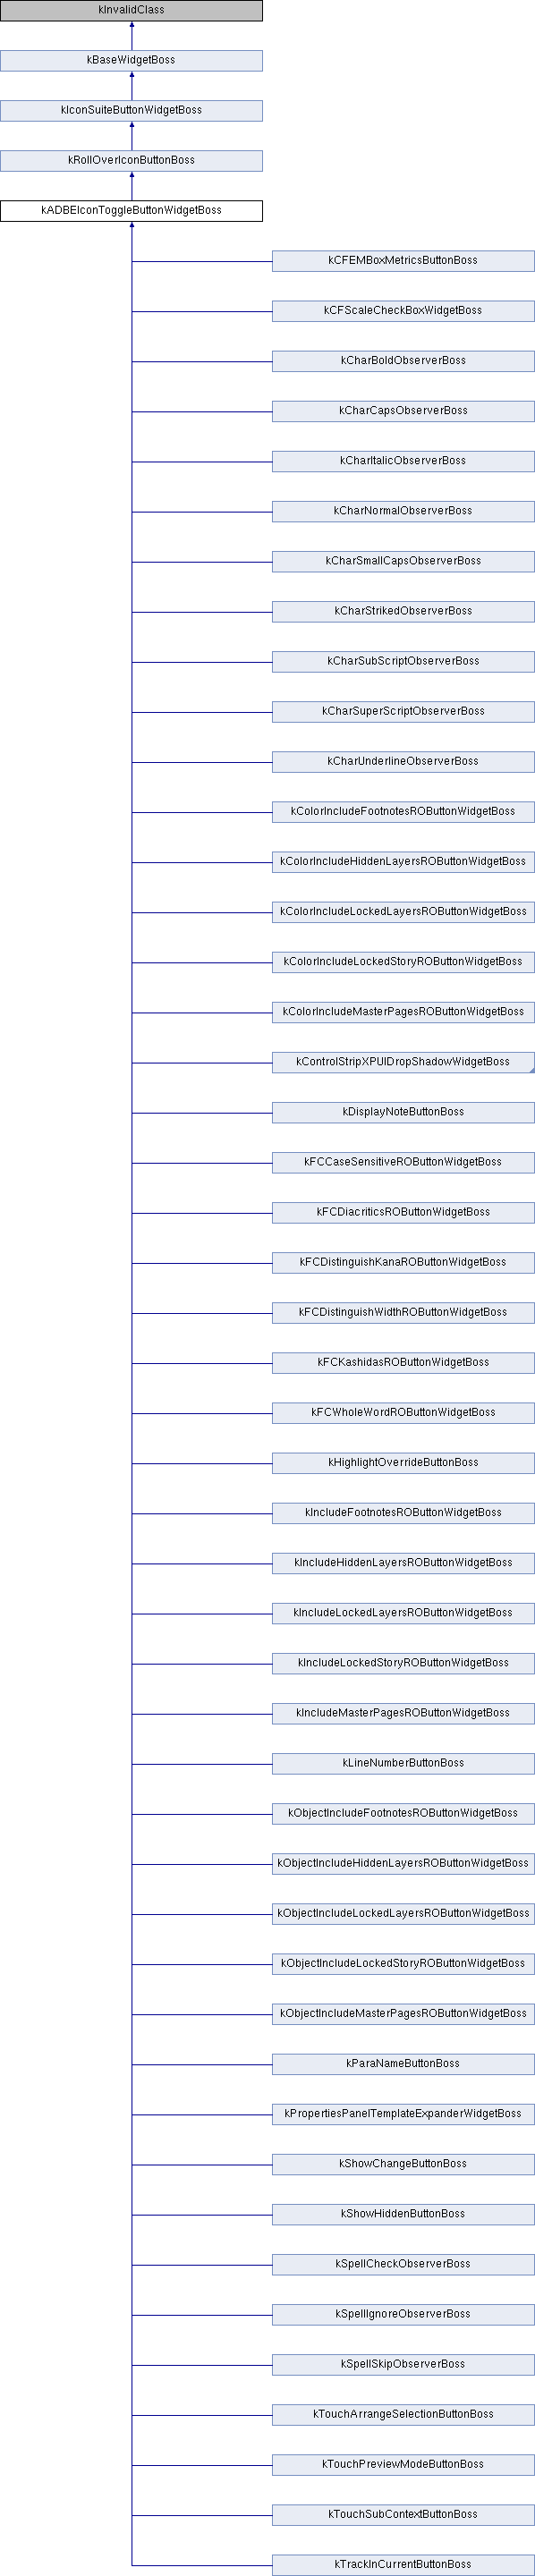 kInvalidClass
kBaseWidgetBoss
kIconSuiteButtonWidgetBoss
kRollOverIconButtonBoss
kADBEIconToggleButtonWidgetBoss
kCFEMBoxMetricsButtonBoss
kCFScaleCheckBoxWidgetBoss
kCharBoldObserverBoss
kCharCapsObserverBoss
kCharItalicObserverBoss
kCharNormalObserverBoss
kCharSmallCapsObserverBoss
kCharStrikedObserverBoss
kCharSubScriptObserverBoss
kCharSuperScriptObserverBoss
kCharUnderlineObserverBoss
kColorIncludeFootnotesROButtonWidgetBoss
kColorIncludeHiddenLayersROButtonWidgetBoss
kColorIncludeLockedLayersROButtonWidgetBoss
kColorIncludeLockedStoryROButtonWidgetBoss
kColorIncludeMasterPagesROButtonWidgetBoss
kControlStripXPUIDropShadowWidgetBoss
kDisplayNoteButtonBoss
kFCCaseSensitiveROButtonWidgetBoss
kFCDiacriticsROButtonWidgetBoss
kFCDistinguishKanaROButtonWidgetBoss
kFCDistinguishWidthROButtonWidgetBoss
kFCKashidasROButtonWidgetBoss
kFCWholeWordROButtonWidgetBoss
kHighlightOverrideButtonBoss
kIncludeFootnotesROButtonWidgetBoss
kIncludeHiddenLayersROButtonWidgetBoss
kIncludeLockedLayersROButtonWidgetBoss
kIncludeLockedStoryROButtonWidgetBoss
kIncludeMasterPagesROButtonWidgetBoss
kLineNumberButtonBoss
kObjectIncludeFootnotesROButtonWidgetBoss
kObjectIncludeHiddenLayersROButtonWidgetBoss
kObjectIncludeLockedLayersROButtonWidgetBoss
kObjectIncludeLockedStoryROButtonWidgetBoss
kObjectIncludeMasterPagesROButtonWidgetBoss
kParaNameButtonBoss
kPropertiesPanelTemplateExpanderWidgetBoss
kShowChangeButtonBoss
kShowHiddenButtonBoss
kSpellCheckObserverBoss
kSpellIgnoreObserverBoss
kSpellSkipObserverBoss
kTouchArrangeSelectionButtonBoss
kTouchPreviewModeButtonBoss
kTouchSubContextButtonBoss
kTrackInCurrentButtonBoss